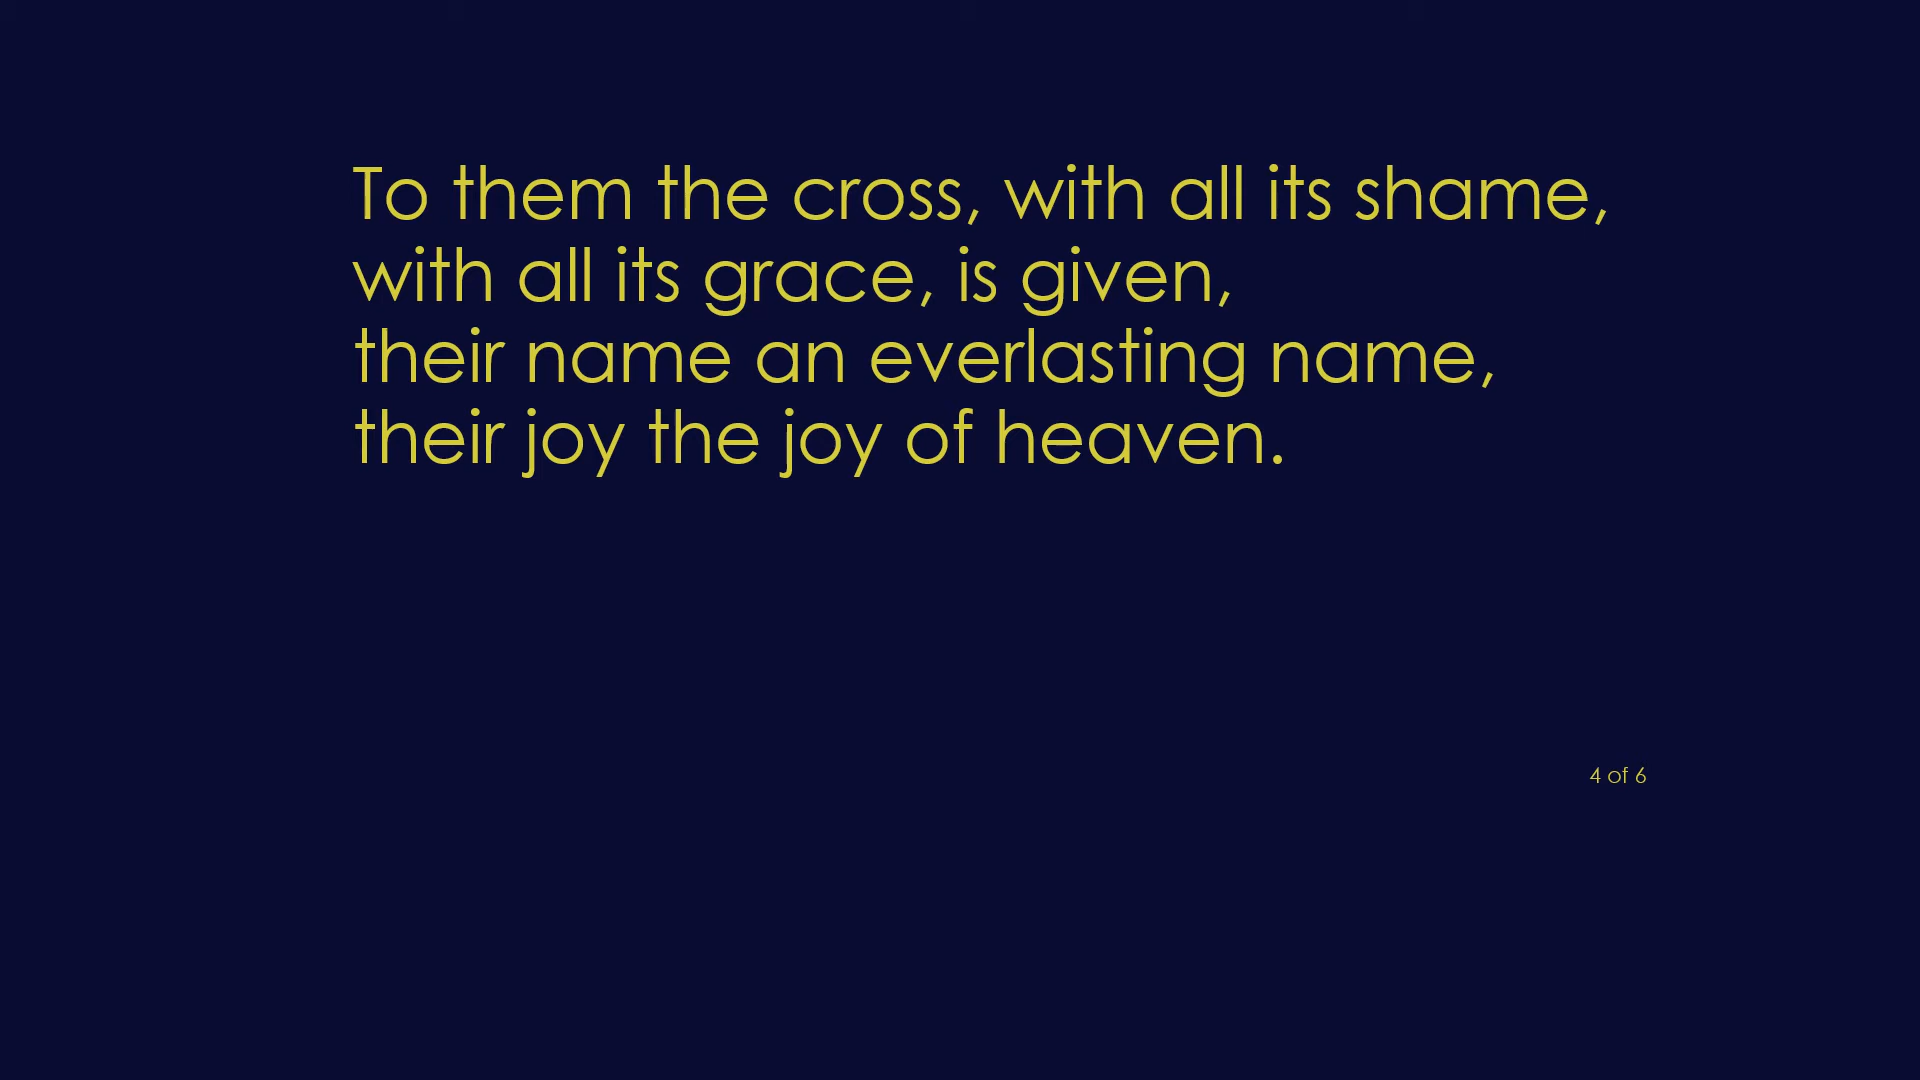 To them the cross, with all its shame,
with all its grace, is given,
their name an everlasting name,
their joy the joy of heaven.
4 of 6